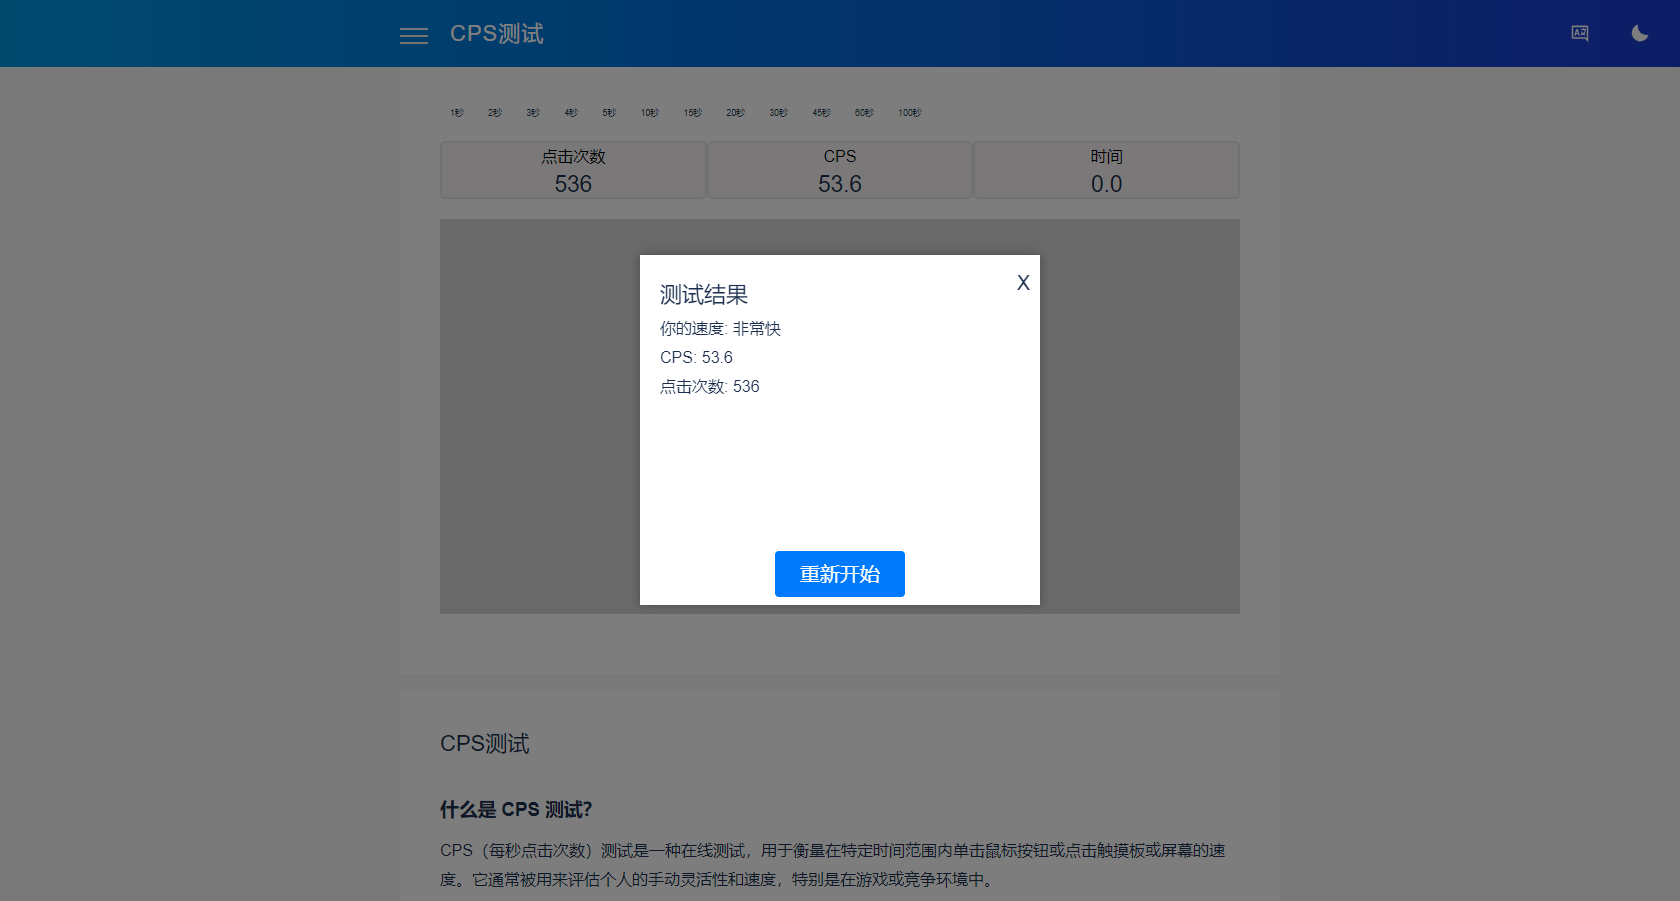 CPS测试
1秒 2秒 3秒 4秒 5秒 10秒 15秒 20秒 30秒 45秒 60秒 100秒
点击次数 CPS 时间
536 53.6 0.0
X
测试结果
你的速度: 非常快
CPS: 53.6
点击次数: 536
重新开始
CPS测试
什么是 CPS 测试?
CPS（每秒点击次数）测试是一种在线测试，用于衡量在特定时间范围内单击鼠标按钮或点击触摸板或屏幕的速
度。它通常被用来评估个人的手动灵活性和速度，特别是在游戏或竞争环境中。